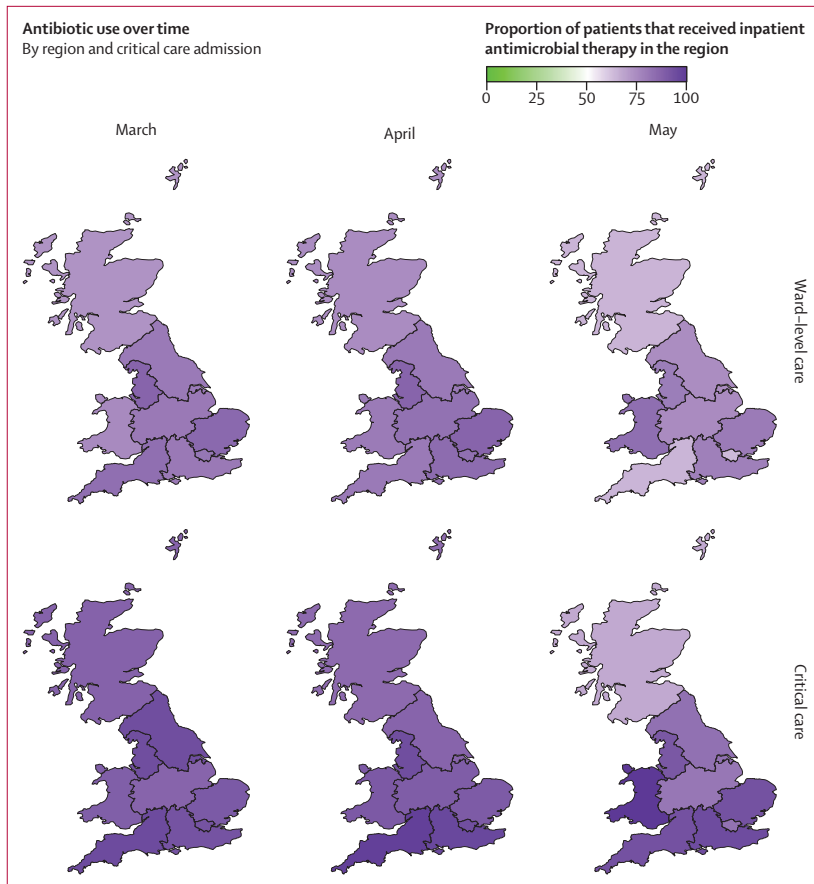 Antibiotic use over time
By region and critical care admission
Proportion of patients that received inpatient
antimicrobial therapy in the region
0 25 50 75 100
March April May
Ward–level care
Critical care